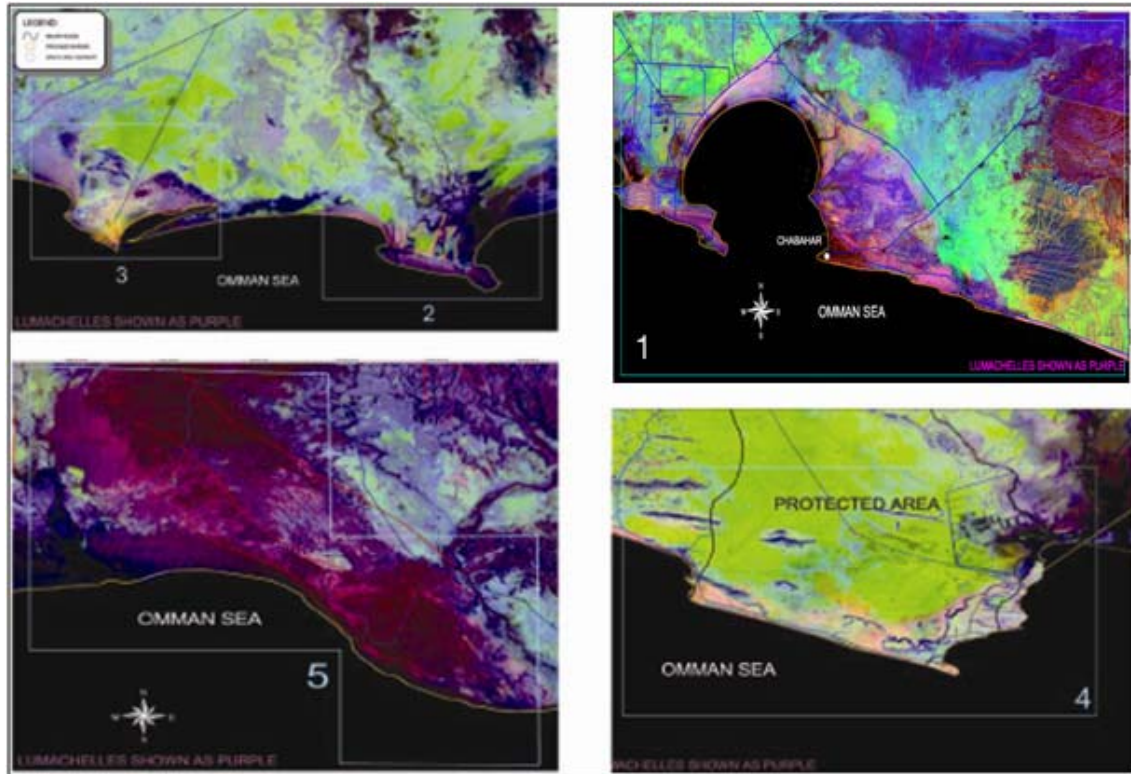 LEGEND:
3
OMMAN SEA
2
LUMACHELLES SHOWN AS PURPLE
CHABAHAR
N
W E
S
OMMAN SEA
1
LUMACHELLES SHOWN AS PURPLE
OMMAN SEA
5
N
W E
S
LUMACHELLES SHOWN AS PURPLE
PROTECTED AREA
OMMAN SEA
4
MACHELLES SHOWN AS PURPLE